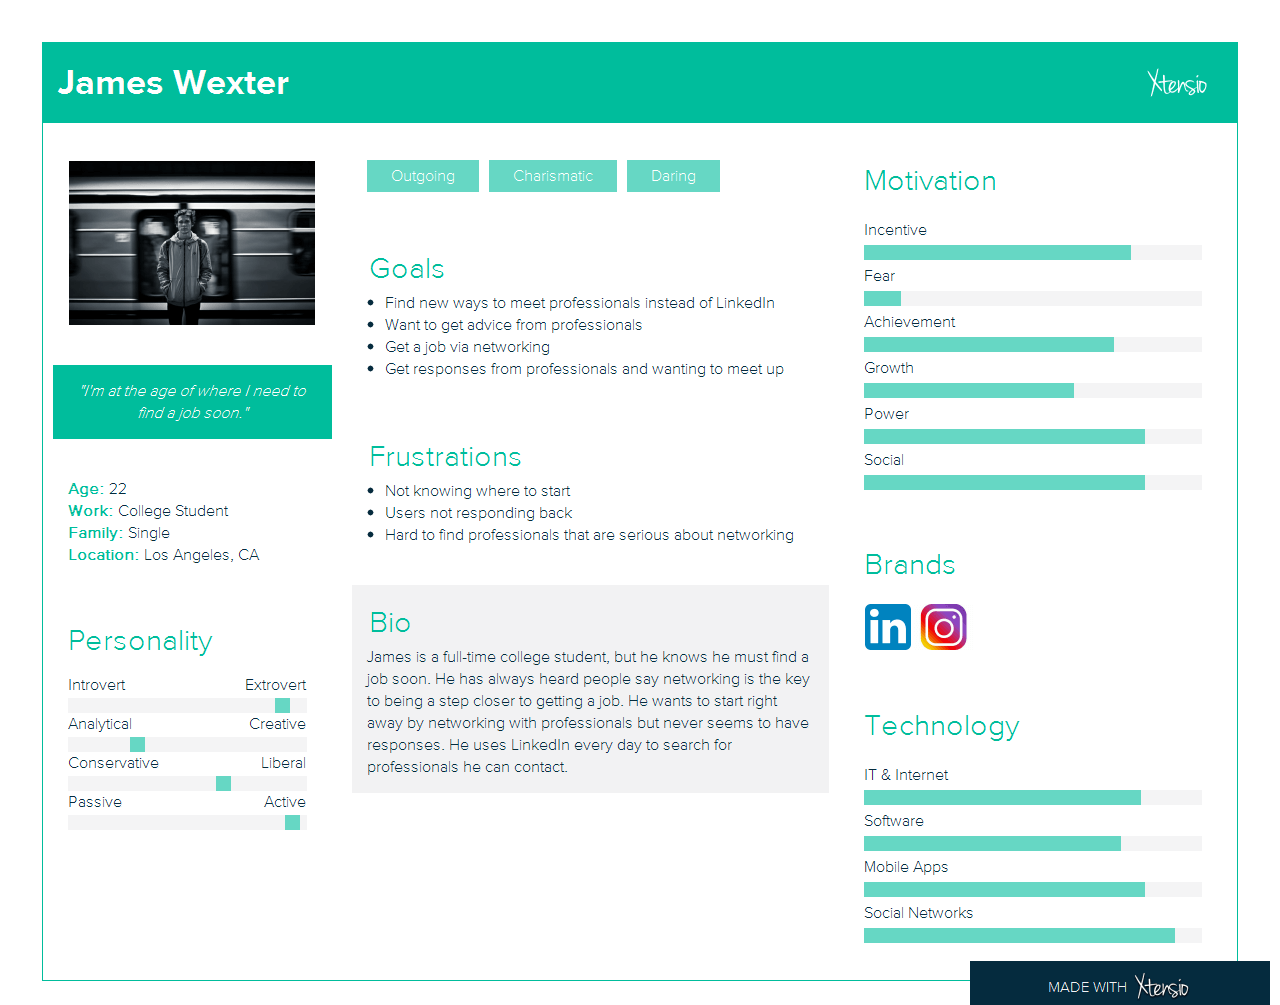 James Wexter
Xtensio
"I'm at the age of where I need to
find a job soon."
Age: 22
Work: College Student
Family: Single
Location: Los Angeles, CA
Personality
Introvert Extrovert
Analytical Creative
Conservative Liberal
Passive Active
Outgoing Charismatic Daring
Goals
• Find new ways to meet professionals instead of LinkedIn
• Want to get advice from professionals
• Get a job via networking
• Get responses from professionals and wanting to meet up
Frustrations
• Not knowing where to start
• Users not responding back
• Hard to find professionals that are serious about networking
Bio
James is a full-time college student, but he knows he must find a
job soon. He has always heard people say networking is the key
to being a step closer to getting a job. He wants to start right
away by networking with professionals but never seems to have
responses. He uses LinkedIn every day to search for
professionals he can contact.
Motivation
Incentive
Fear
Achievement
Growth
Power
Social
Brands
in
Technology
IT & Internet
Software
Mobile Apps
Social Networks
MADE WITH Xtensio